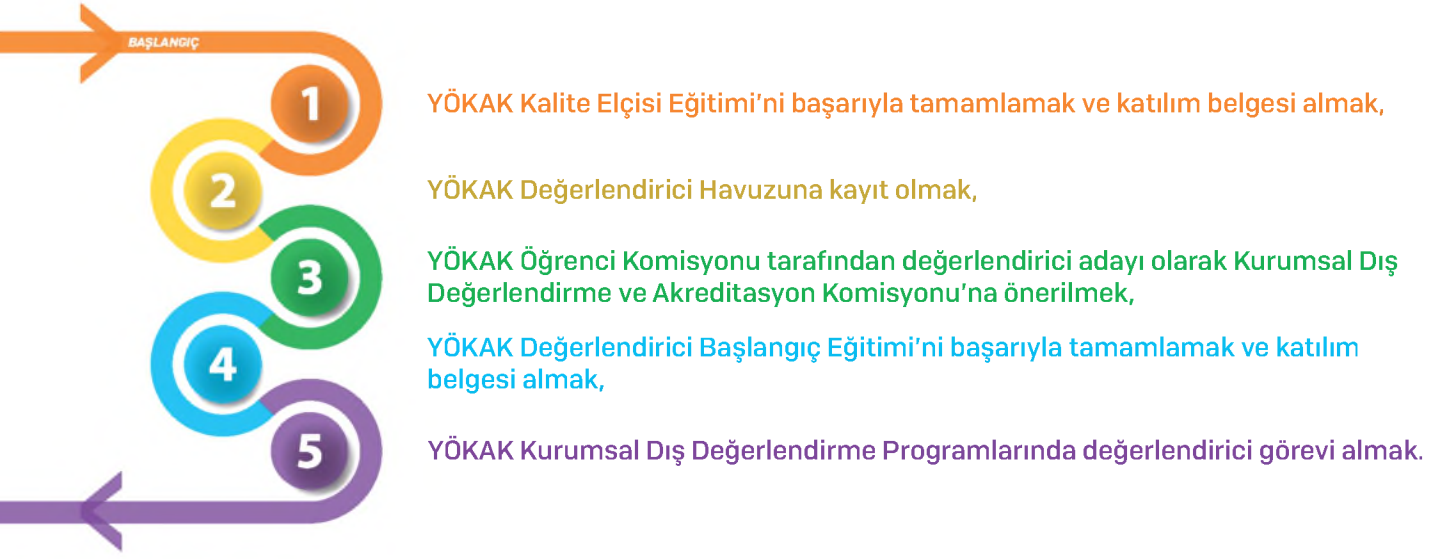 BAŞLANGIÇ
1
YÖKAK Kalite Elçisi Eğitimi'ni başarıyla tamamlamak ve katılım belgesi almak,
2
YÖKAK Değerlendirici Havuzuna kayıt olmak,
3
YÖKAK Öğrenci Komisyonu tarafından değerlendirici adayı olarak Kurumsal Dış
Değerlendirme ve Akreditasyon Komisyonu'na önerilmek,
4
YÖKAK Değerlendirici Başlangıç Eğitimi'ni başarıyla tamamlamak ve katılım
belgesi almak,
5
YÖKAK Kurumsal Dış Değerlendirme Programlarında değerlendirici görevi almak.